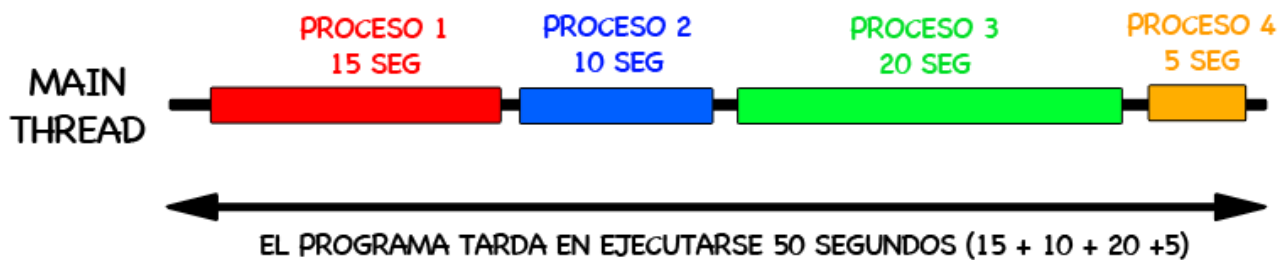 PROCESO 1
15 SEG
PROCESO 2
10 SEG
PROCESO 3
20 SEG
PROCESO 4
5 SEG
MAIN
THREAD
EL PROGRAMA TARDA EN EJECUTARSE 50 SEGUNDOS (15 + 10 + 20 +5)